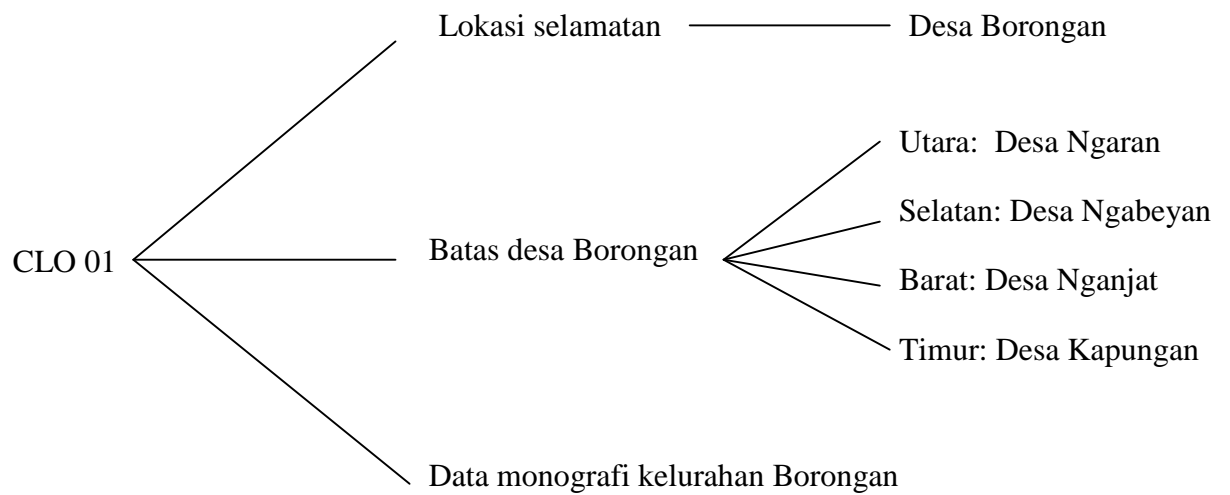 Lokasi selamatan
Desa Borongan
Utara: Desa Ngaran
Selatan: Desa Ngabeyan
CLO 01
Batas desa Borongan
Barat: Desa Nganjat
Timur: Desa Kapungan
Data monografi kelurahan Borongan